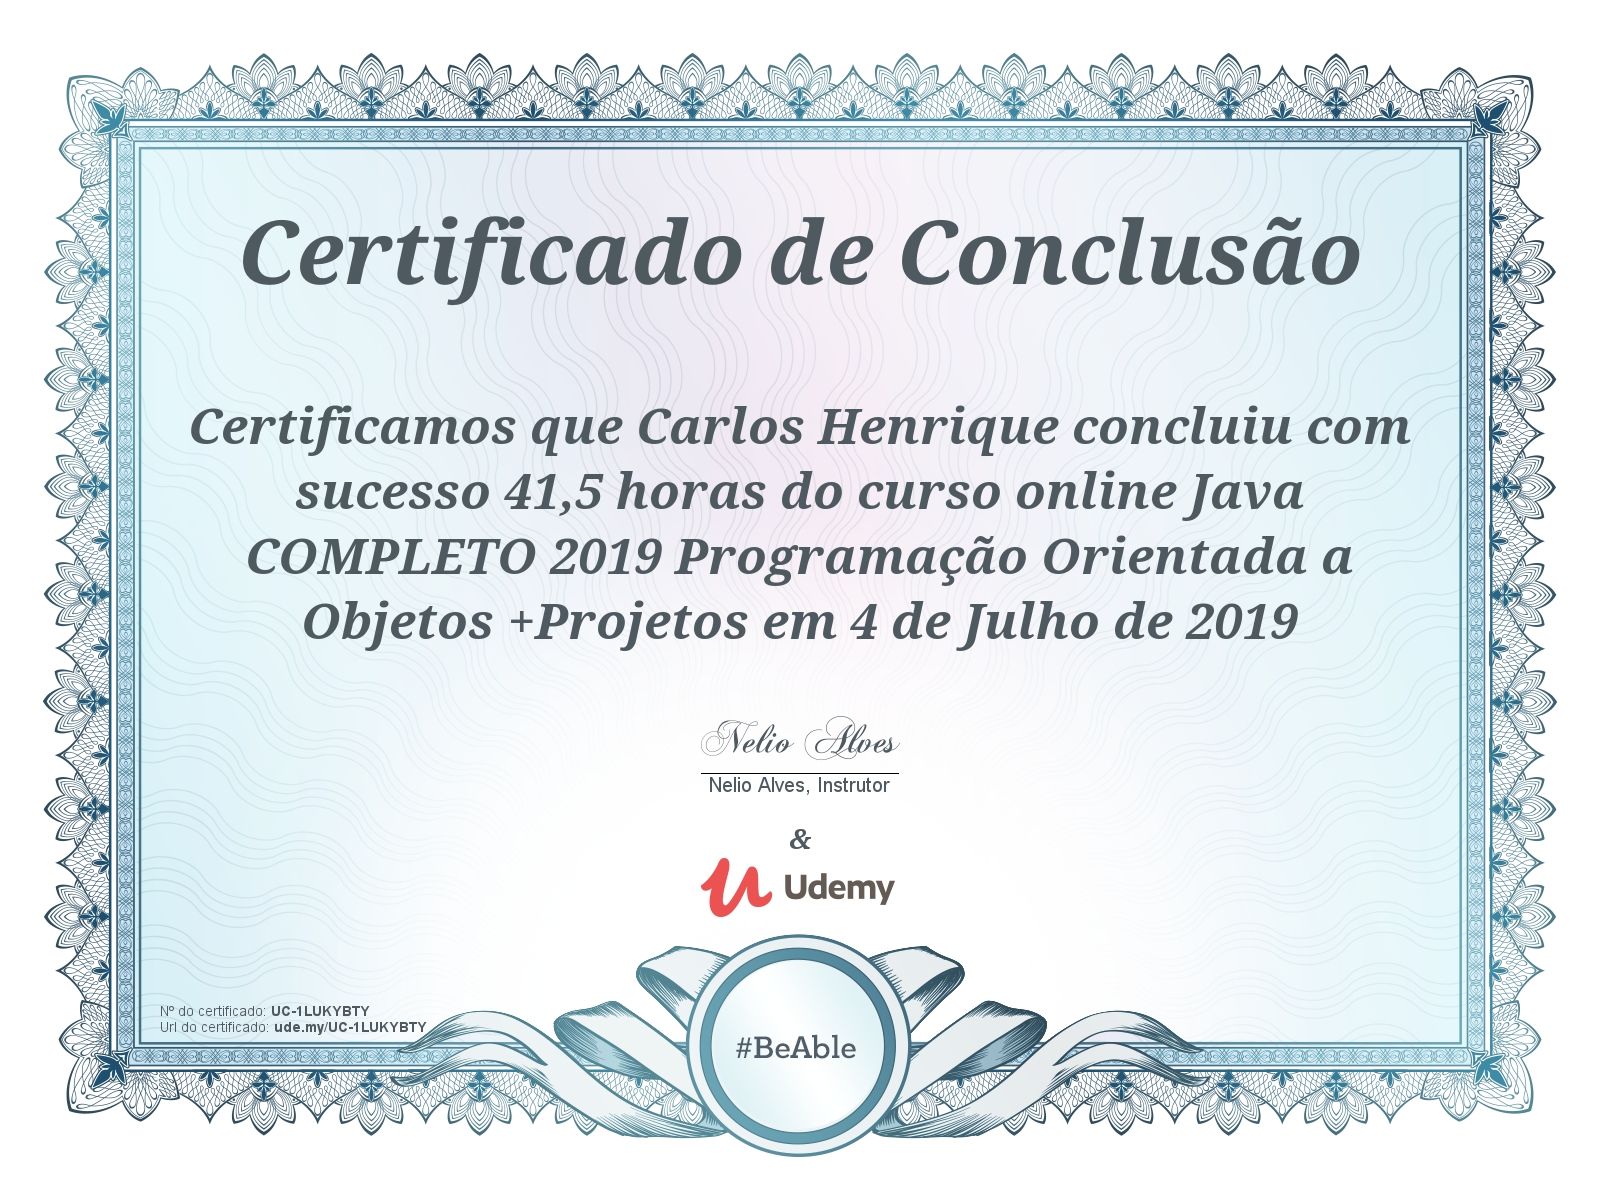 Certificado de Conclusão
Certificamos que Carlos Henrique concluiu com
sucesso 41,5 horas do curso online Java
COMPLETO 2019 Programação Orientada a
Objetos +Projetos em 4 de Julho de 2019
Nelio Alves
Nelio Alves, Instrutor
&
Udemy
Nº do certificado: UC-1LUKYBTY
Url do certificado: ude.my/UC-1LUKYBTY
#BeAble